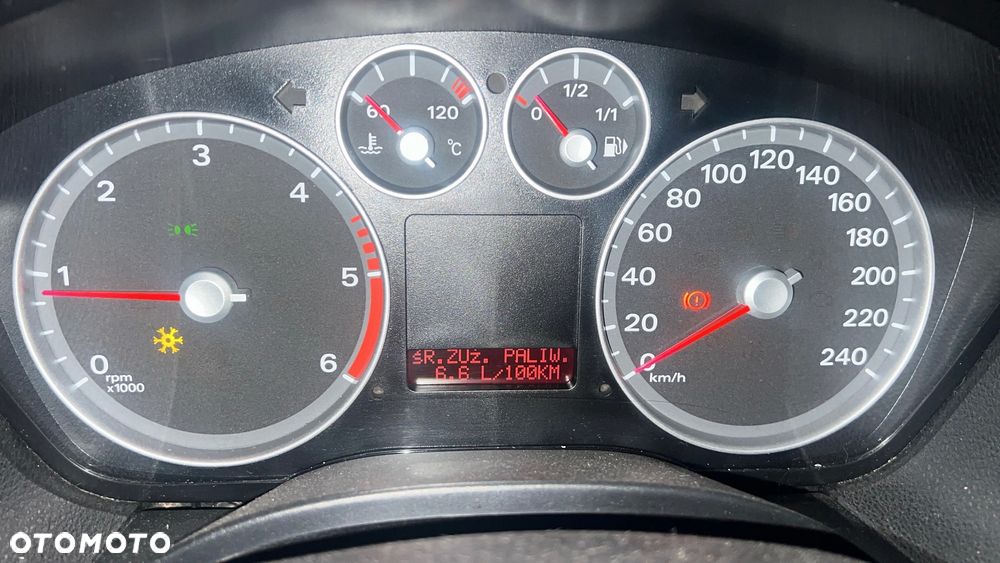 60 120 °C
0 1/2 1/1
0 1 2 3 4 5 6
rpm
x1000
0 20 40 60 80 100 120 140 160 180 200 220 240
km/h
śR.ZUż. PALIW.
6.6 L/100KM
OTOMOTO